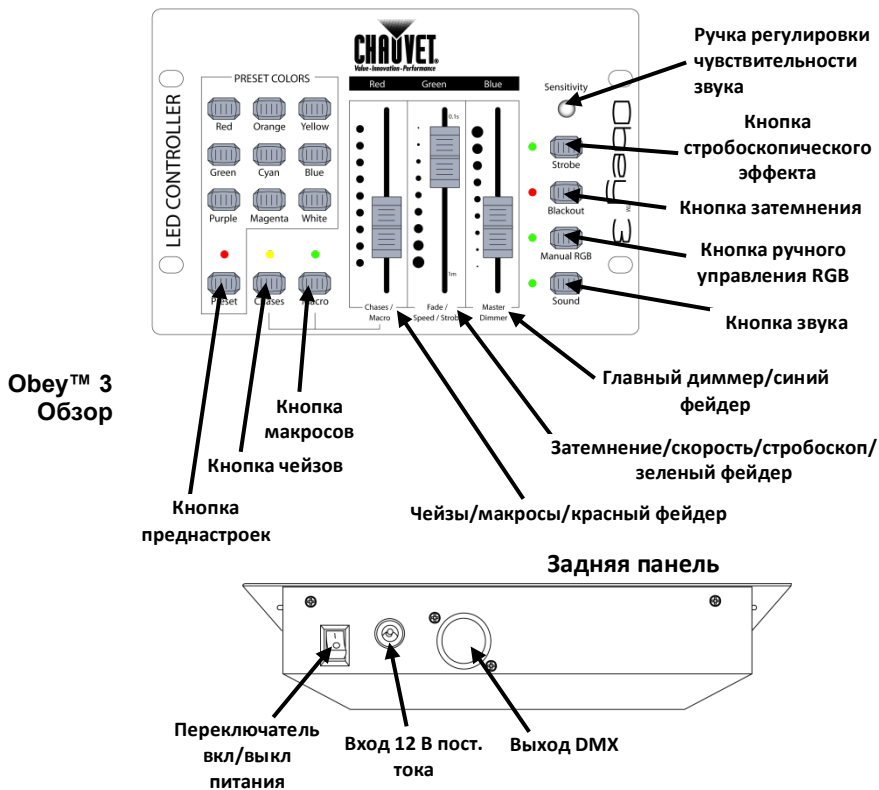 CHAUVET®
Value - Innovation - Performance
LED CONTROLLER
PRESET COLORS
Red Orange Yellow
Green Cyan Blue
Purple Magenta White
Preset Chases Macro
Red Green Blue
0.1s
1m
Chases /
Macro
Fade /
Speed / Strobe
Master
Dimmer
Sensitivity
Strobe
Blackout
Manual RGB
Sound
Obey 3
Ручка регулировки
чувствительности
звука
Кнопка
стробоскопического
эффекта
Кнопка затемнения
Кнопка ручного
управления RGB
Кнопка звука
Главный диммер/синий
фейдер
Затемнение/скорость/стробоскоп/
зеленый фейдер
Чейзы/макросы/красный фейдер
Obey™ 3
Обзор
Кнопка
макросов
Кнопка чейзов
Кнопка
преднастроек
Задняя панель
Переключатель
вкл/выкл
питания
Вход 12 В пост.
тока
Выход DMX